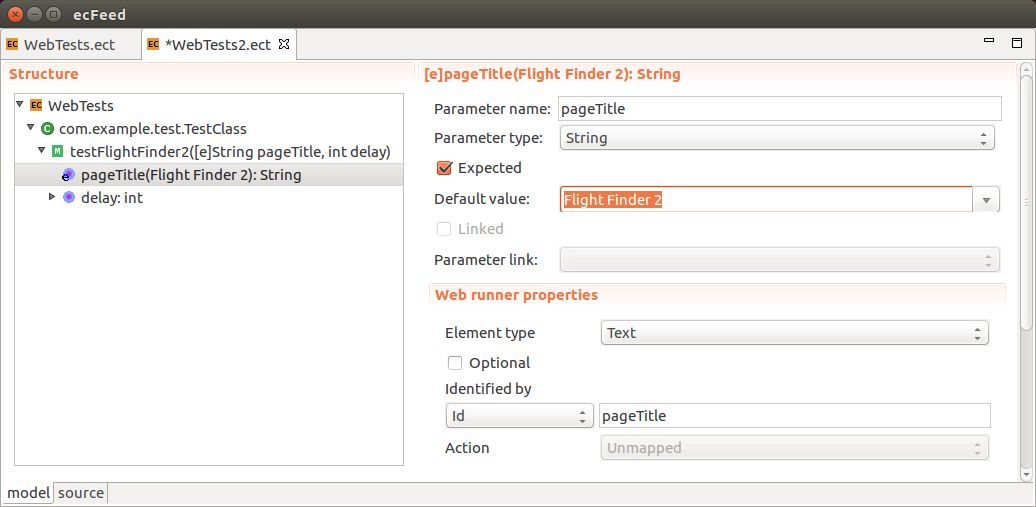 ecFeed
EC WebTests.ect
EC *WebTests2.ect
Structure
EC WebTests
C com.example.test.TestClass
M testFlightFinder2([e]String pageTitle, int delay)
e pageTitle(Flight Finder 2): String
delay: int
[e]pageTitle(Flight Finder 2): String
Parameter name: pageTitle
Parameter type: String
Expected
Default value: Flight Finder 2
Linked
Parameter link:
Web runner properties
Element type Text
Optional
Identified by
Id pageTitle
Action Unmapped
model source